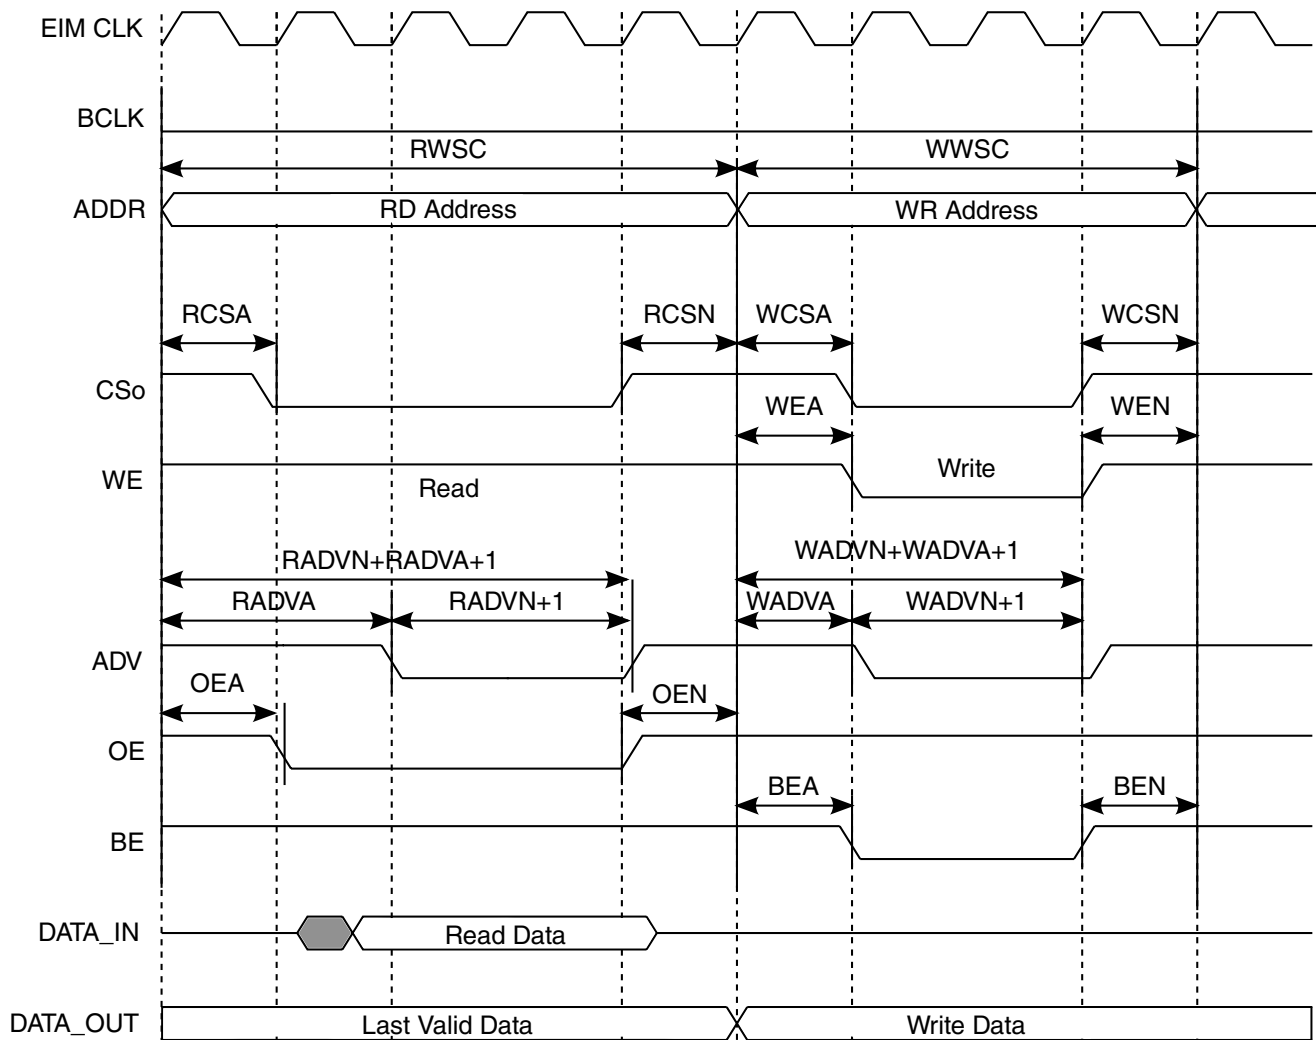 EIM CLK
BCLK
RWSC WWSC
ADDR RD Address WR Address
RCSA RCSN WCSA WCSN
CSo
WEA WEN
WE Read Write
RADVN+RADVA+1 WADVN+WADVA+1
RADVA RADVN+1 WADVA WADVN+1
ADV
OEA OEN
OE
BEA BEN
BE
DATA_IN Read Data
DATA_OUT Last Valid Data Write Data